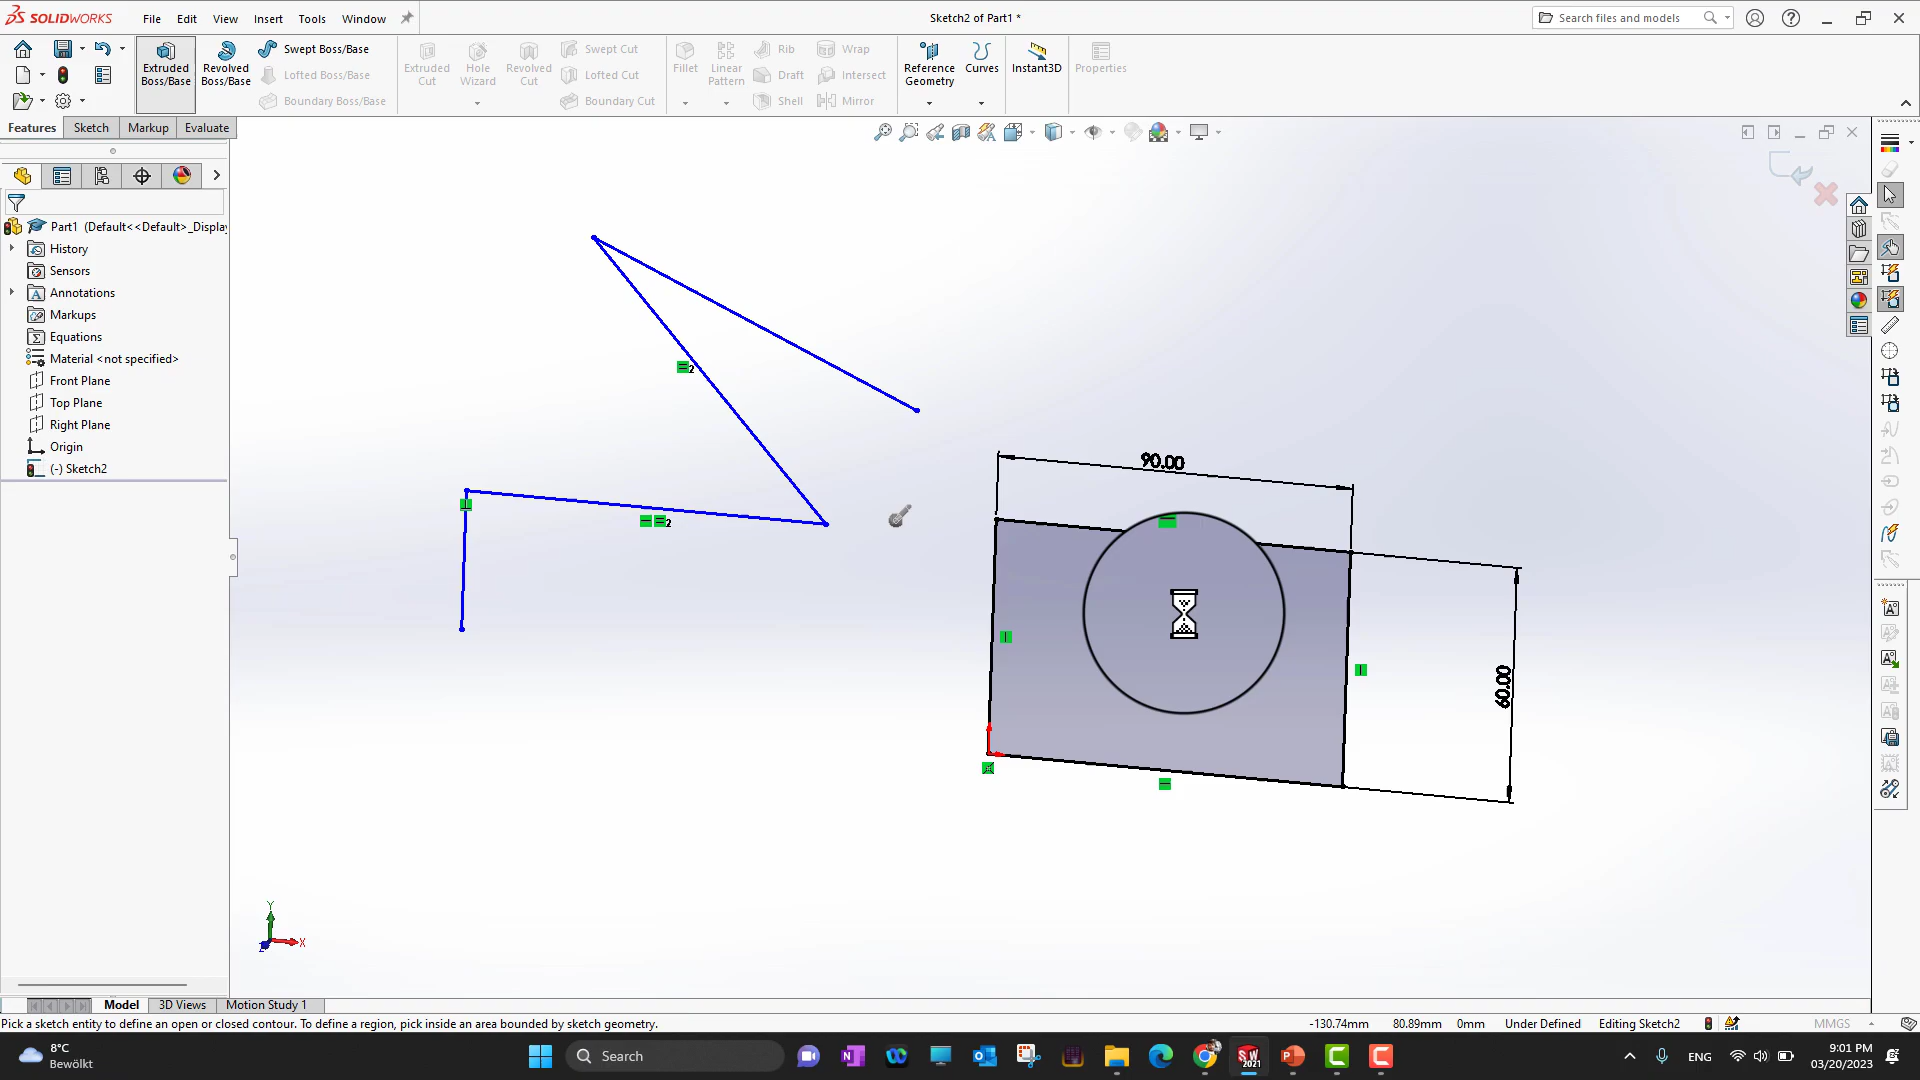 SOLIDWORKS File Edit View Insert Tools Window Sketch2 of Part1 * Search files and models
Extruded Boss/Base
Revolved Boss/Base
Swept Boss/Base
Lofted Boss/Base
Boundary Boss/Base
Extruded Cut
Hole Wizard
Revolved Cut
Swept Cut
Lofted Cut
Boundary Cut
Fillet
Linear Pattern
Rib
Draft
Shell
Wrap
Intersect
Mirror
Reference Geometry
Curves
Instant3D
Properties
Features Sketch Markup Evaluate
Part1 (Default<<Default>_Display
History
Sensors
Annotations
Markups
Equations
Material <not specified>
Front Plane
Top Plane
Right Plane
Origin
(-) Sketch2
2
2
90.00
60.00
Y
X
Z
Model 3D Views Motion Study 1
Pick a sketch entity to define an open or closed contour. To define a region, pick inside an area bounded by sketch geometry. -130.74mm 80.89mm 0mm Under Defined Editing Sketch2 MMGS
8°C
Bewölkt
Search
SW
2021
ENG
9:01 PM
03/20/2023